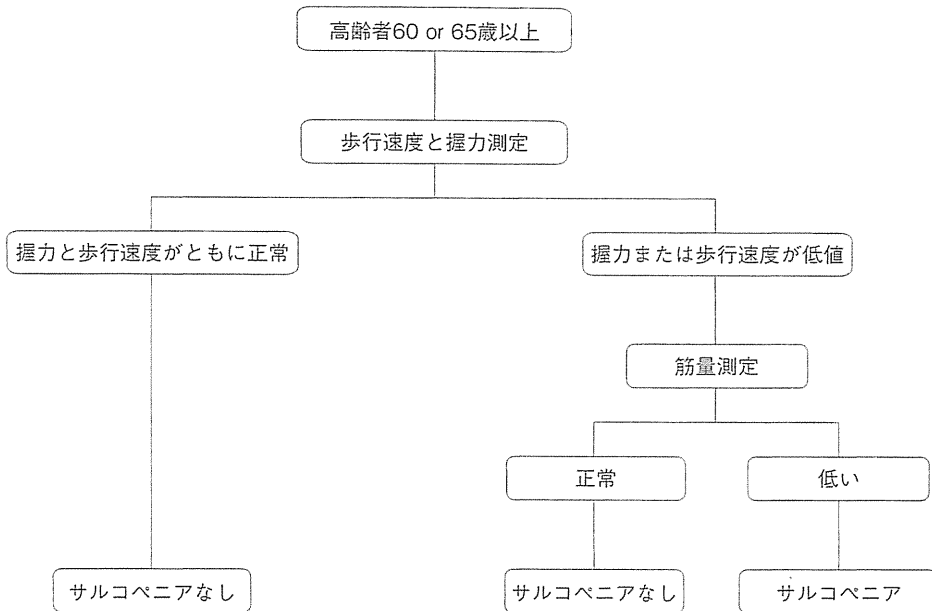 高齢者60 or 65歳以上
歩行速度と握力測定
握力と歩行速度がともに正常
握力または歩行速度が低値
筋量測定
正常
低い
サルコペニアなし
サルコペニアなし
サルコペニア